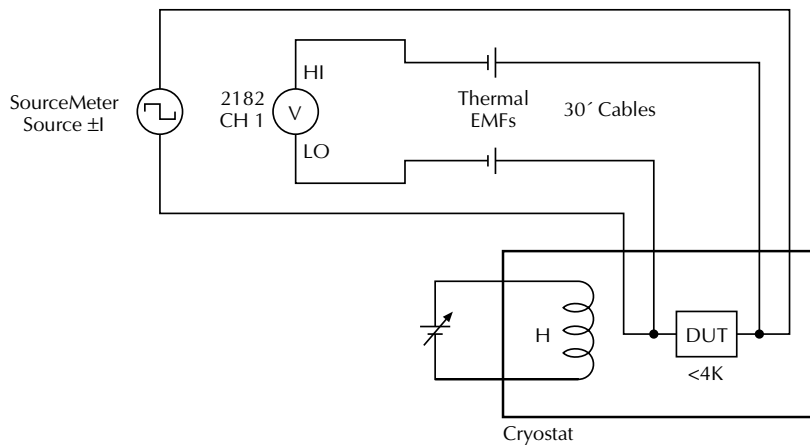 SourceMeter
Source ±I
2182
CH 1
HI
V
LO
Thermal
EMFs
30´ Cables
H
DUT
<4K
Cryostat